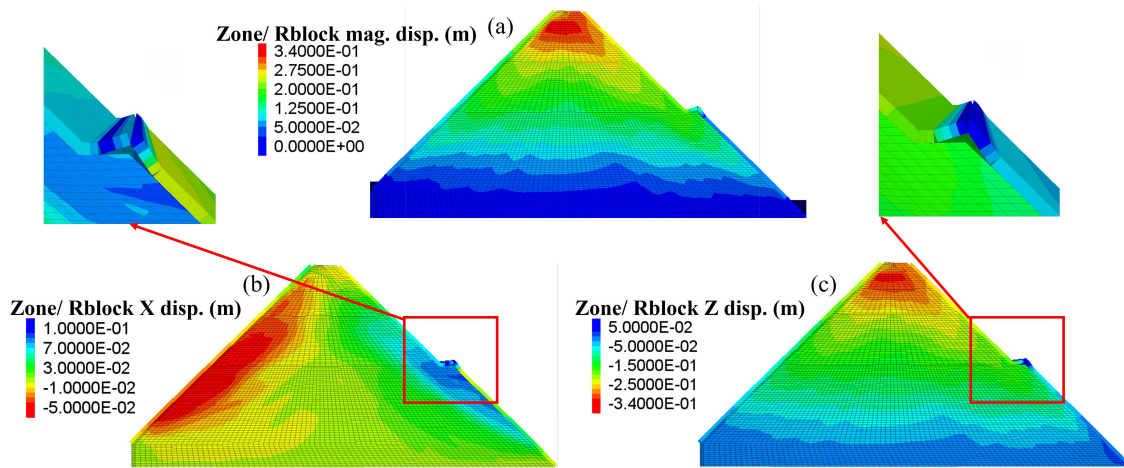 Zone/ Rblock mag. disp. (m)
(a)
3.4000E-01
2.7500E-01
2.0000E-01
1.2500E-01
5.0000E-02
0.0000E+00
(b)
Zone/ Rblock X disp. (m)
1.0000E-01
7.0000E-02
3.0000E-02
-1.0000E-02
-5.0000E-02
(c)
Zone/ Rblock Z disp. (m)
5.0000E-02
-5.0000E-02
-1.5000E-01
-2.5000E-01
-3.4000E-01